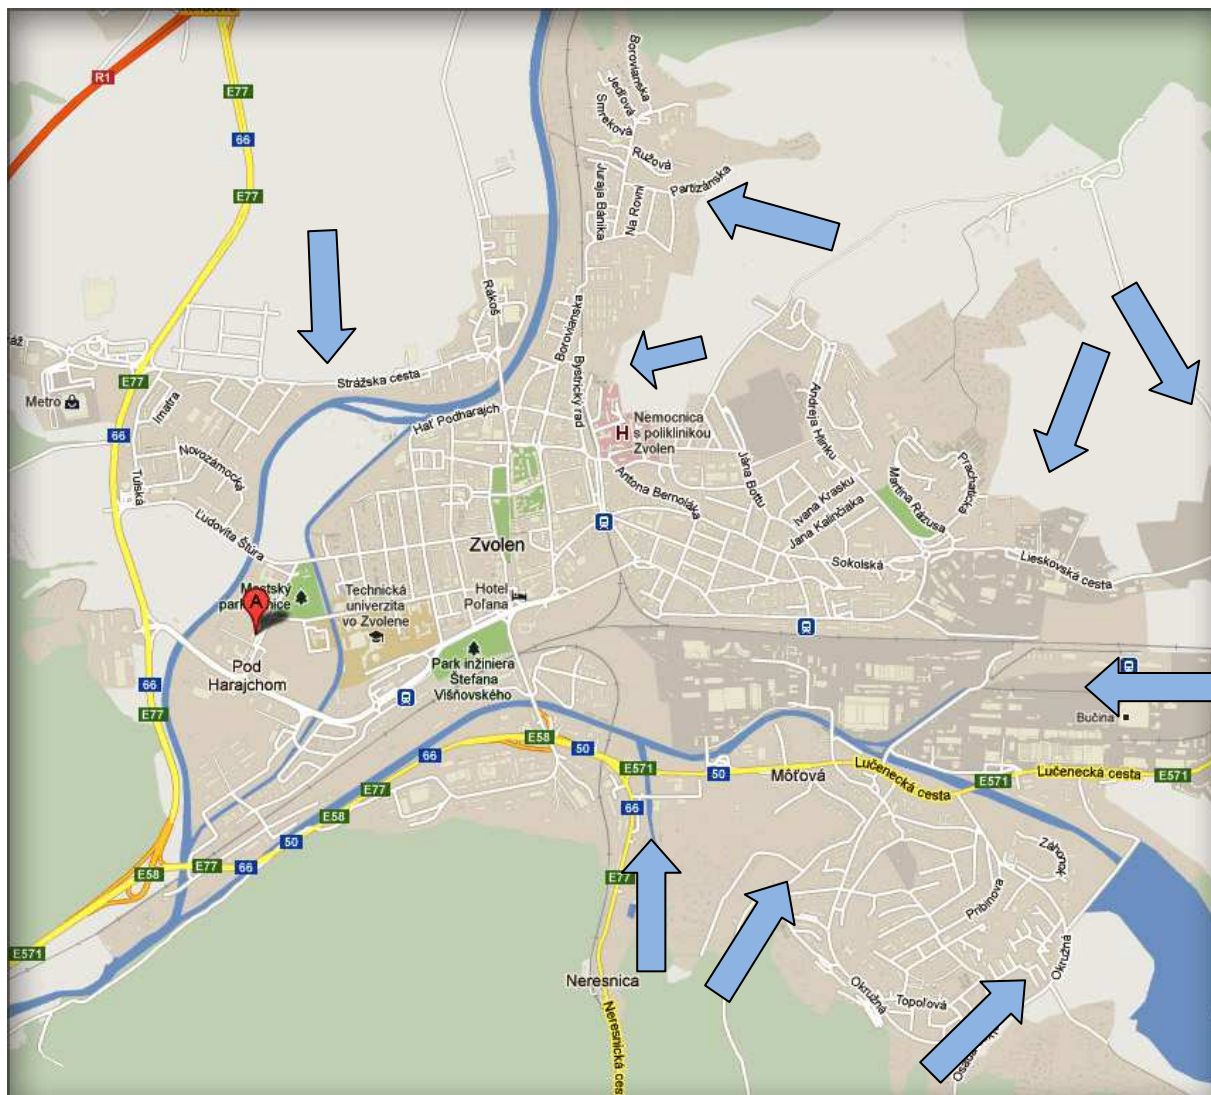 R1
E77
66
E77
Borovianska
Jedľová
Smrekova
Ružová
Partizánska
Juraja Bánika
Na Rovni
Rákoš
Borovianska
Bystrický rad
Strážska cesta
Hať Podharajch
E77
Metro
Imatra
66
Novozámocká
Tulská
Ľudovíta Štúra
H
Nemocnica
s poliklinikou
Zvolen
Antona Bernoláka
Jána Bottu
Andreja Hlinku
Ivana Krasku
Jana Kalinčiaka
Martina Rázusa
Prachatická
Sokolská
Lieskovská cesta
Zvolen
Mestský
A
Technická
univerzita
vo Zvolene
Hotel
Poľana
Pod
Harajchom
Park inžiniera
Štefana
Višňovského
66
E77
Bučina
E58
50
66
E571
50
Môťová
Lučenecká cesta
E571
Lučenecká cesta
E571
E77
E58
50
66
E77
66
E58
E571
66
E77
Neresnica
Neresnická ces
Záhonok
Pribinova
Okružná
Okružná
Topoľová